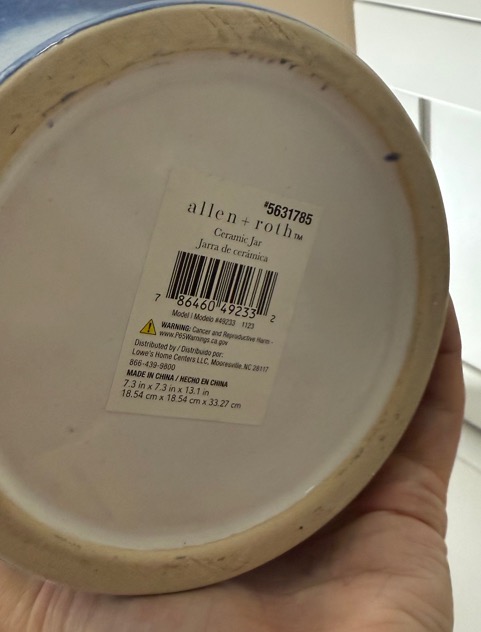 #5631785
allen + roth™
Ceramic Jar
Jarra de cerámica
7 86460 49233 2
Model | Modelo #49233 1123
WARNING: Cancer and Reproductive Harm -
www.P65Warnings.ca.gov
Distributed by / Distribuido por:
Lowe's Home Centers LLC, Mooresville, NC 28117
866-439-9800
MADE IN CHINA / HECHO EN CHINA
7.3 in x 7.3 in x 13.1 in
18.54 cm x 18.54 cm x 33.27 cm